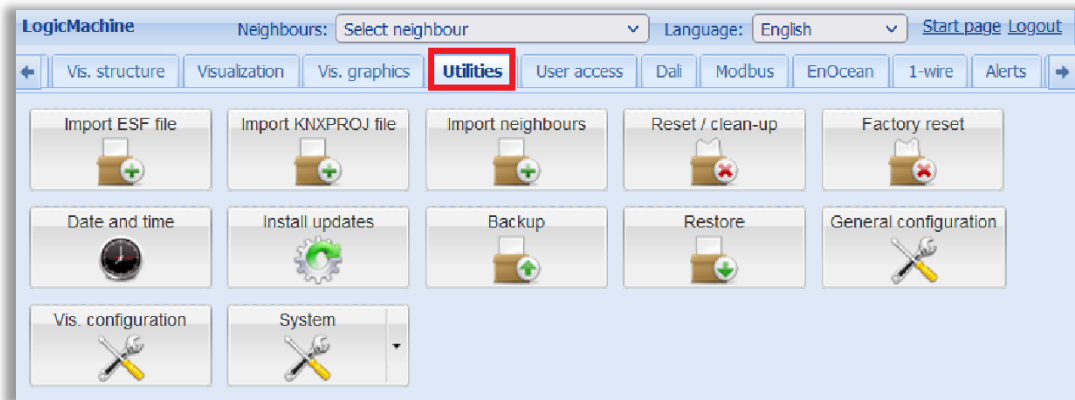 LogicMachine Neighbours: Select neighbour Language: English Start page Logout
Vis. structure Visualization Vis. graphics Utilities User access Dali Modbus EnOcean 1-wire Alerts
Import ESF file Import KNXPROJ file Import neighbours Reset / clean-up Factory reset
Date and time Install updates Backup Restore General configuration
Vis. configuration System